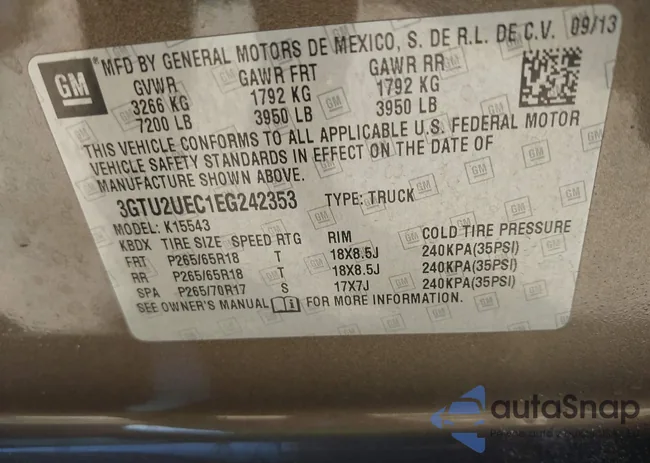 GM
MFD BY GENERAL MOTORS DE MEXICO, S. DE R.L. DE C.V. 09/13
GVWR GAWR FRT GAWR RR
3266 KG 1792 KG 1792 KG
7200 LB 3950 LB 3950 LB
THIS VEHICLE CONFORMS TO ALL APPLICABLE U.S. FEDERAL MOTOR
VEHICLE SAFETY STANDARDS IN EFFECT ON THE DATE OF
MANUFACTURE SHOWN ABOVE.
3GTU2UEC1EG242353 TYPE: TRUCK
MODEL: K15543
KBDX TIRE SIZE SPEED RTG RIM COLD TIRE PRESSURE
FRT P265/65R18 T 18X8.5J 240KPA(35PSI)
RR P265/65R18 T 18X8.5J 240KPA(35PSI)
SPA P265/70R17 S 17X7J 240KPA(35PSI)
SEE OWNER'S MANUAL FOR MORE INFORMATION.
autaSnap